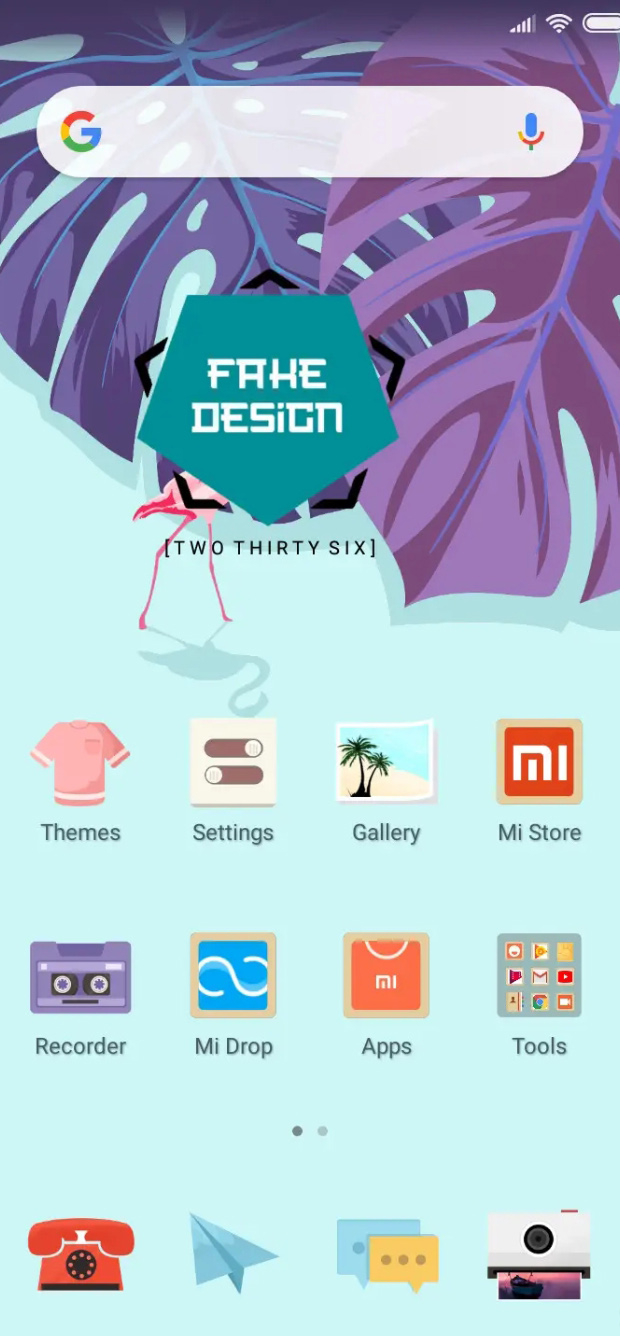 FAKE
DESIGN
[TWO THIRTY SIX]
Themes
Settings
Gallery
Mi Store
Recorder
Mi Drop
Apps
Tools